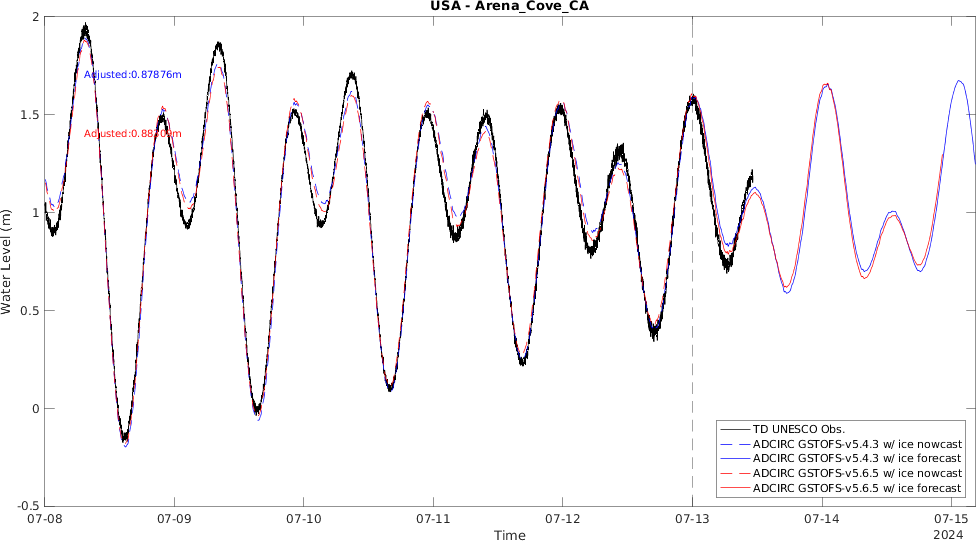 USA - Arena_Cove_CA
2
1.5
1
0.5
0
-0.5
Water Level (m)
Adjusted:0.87876m
07-08
07-09
07-10
07-11
07-12
07-13
07-14
07-15
Time
2024
TD UNESCO Obs.
ADCIRC GSTOFS-v5.4.3 w/ ice nowcast
ADCIRC GSTOFS-v5.4.3 w/ ice forecast
ADCIRC GSTOFS-v5.6.5 w/ ice nowcast
ADCIRC GSTOFS-v5.6.5 w/ ice forecast